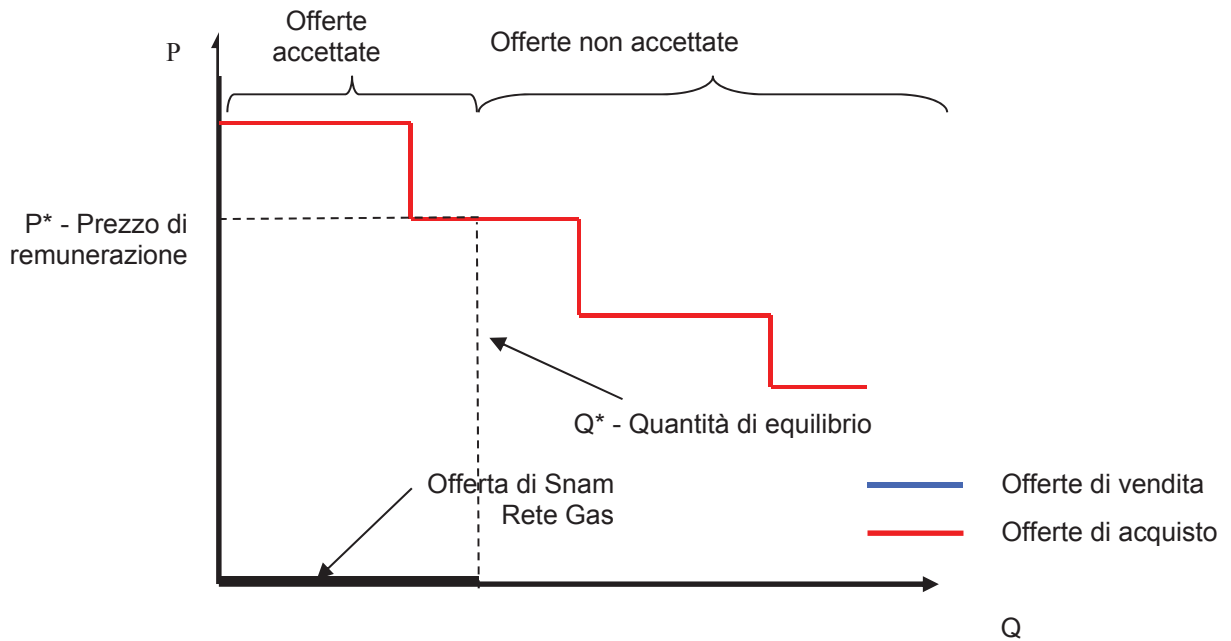 Offerte
accettate
Offerte non accettate
P
P* - Prezzo di
remunerazione
Q* - Quantità di equilibrio
Offerta di Snam
Rete Gas
Offerte di vendita
Offerte di acquisto
Q